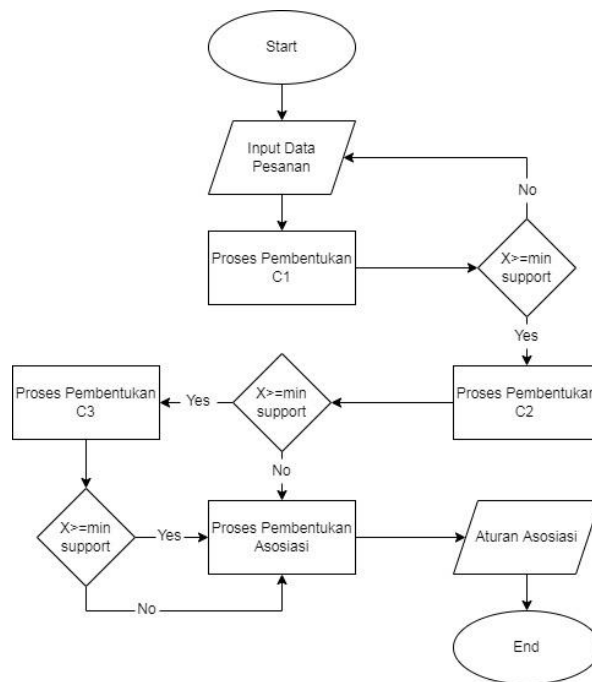 Start
Input Data
Pesanan
No
Proses Pembentukan
C1
X>=min
support
Yes
Proses Pembentukan
C3
Yes
X>=min
support
Proses Pembentukan
C2
No
X>=min
support
Yes
Proses Pembentukan
Asosiasi
Aturan Asosiasi
No
End